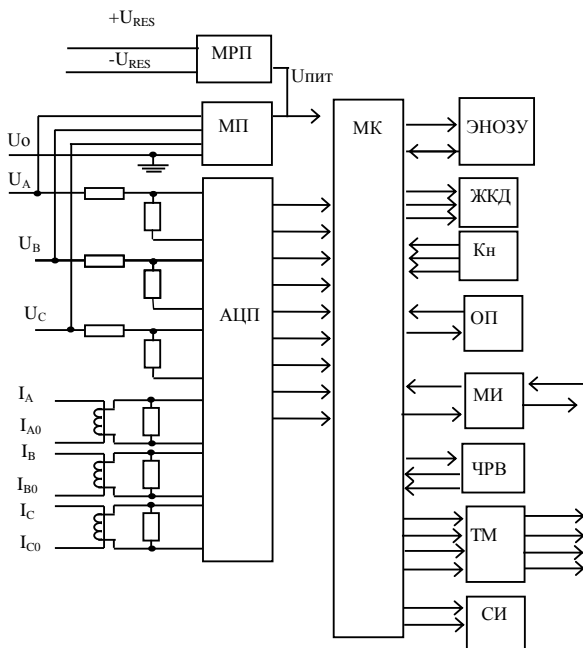 +U_RES
-U_RES
МРП
Uпит
МП
МК
ЭНОЗУ
Uo
U_A
ЖКД
U_B
Кн
U_C
АЦП
ОП
I_A
МИ
I_A0
I_B
ЧРВ
I_B0
I_C
ТМ
I_C0
СИ